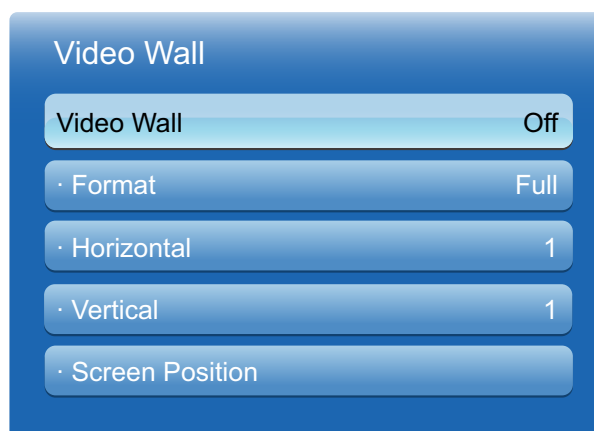 Video Wall
Video Wall Off
· Format Full
· Horizontal 1
· Vertical 1
· Screen Position